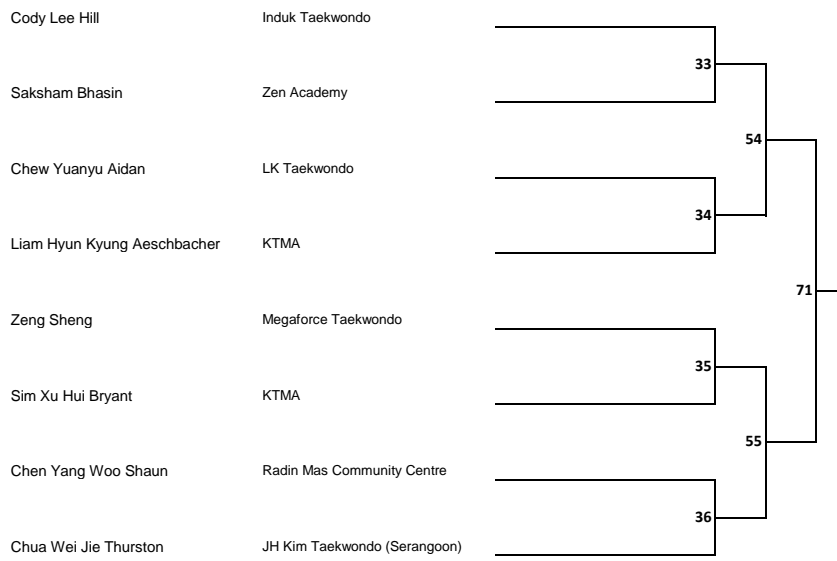 Cody Lee Hill Induk Taekwondo
33
Saksham Bhasin Zen Academy
54
Chew Yuanyu Aidan LK Taekwondo
34
Liam Hyun Kyung Aeschbacher KTMA
71
Zeng Sheng Megaforce Taekwondo
35
Sim Xu Hui Bryant KTMA
55
Chen Yang Woo Shaun Radin Mas Community Centre
36
Chua Wei Jie Thurston JH Kim Taekwondo (Serangoon)